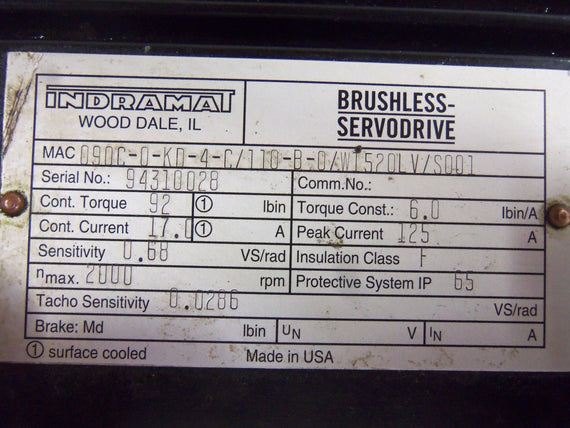 INDRAMAT
WOOD DALE, IL
BRUSHLESS-
SERVODRIVE
MAC 090C-0-KD-4-C/110-B-0/WI520LV/S001
Serial No.: 94310028
Comm.No.:
Cont. Torque 92 ① lbin
Torque Const.: 6.0 lbin/A
Cont. Current 17.0 ① A
Peak Current 125 A
Sensitivity 0.68 VS/rad
Insulation Class F
nmax. 2000 rpm
Protective System IP 65
Tacho Sensitivity 0.0286 VS/rad
Brake: Md lbin UN V IN A
① surface cooled Made in USA